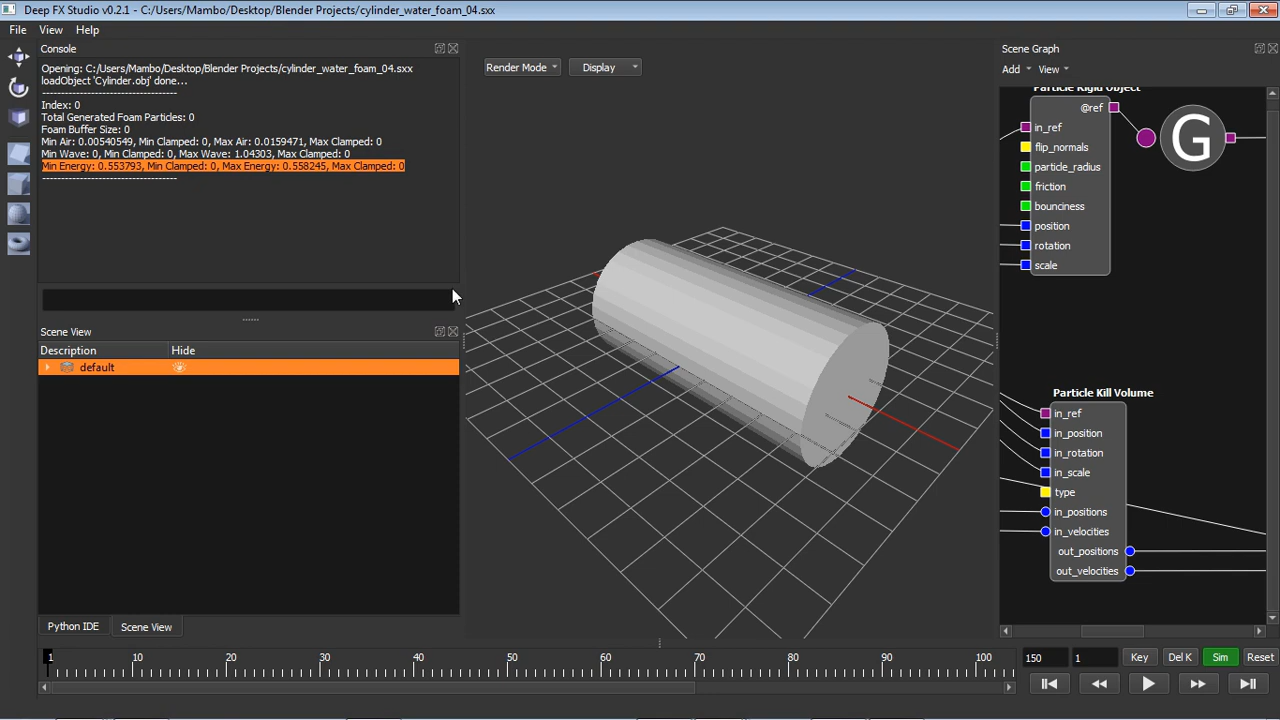 Deep FX Studio v0.2.1 - C:/Users/Mambo/Desktop/Blender Projects/cylinder_water_foam_04.sxx
File View Help
Console
Opening: C:/Users/Mambo/Desktop/Blender Projects/cylinder_water_foam_04.sxx
loadObject 'Cylinder.obj' done...
-----------------------------------
Index: 0
Total Generated Foam Particles: 0
Foam Buffer Size: 0
Min Air: 0.00540549, Min Clamped: 0, Max Air: 0.0159471, Max Clamped: 0
Min Wave: 0, Min Clamped: 0, Max Wave: 1.04303, Max Clamped: 0
Min Energy: 0.553793, Min Clamped: 0, Max Energy: 0.558245, Max Clamped: 0
-----------------------------------
Scene View
Description Hide
default
Python IDE Scene View
Render Mode Display
Scene Graph
Add View
Particle Rigid Object
@ref
in_ref
flip_normals
particle_radius
friction
bounciness
position
rotation
scale
G
Particle Kill Volume
in_ref
in_position
in_rotation
in_scale
type
in_positions
in_velocities
out_positions
out_velocities
1 10 20 30 40 50 60 70 80 90 100
150 1 Key Del K Sim Reset